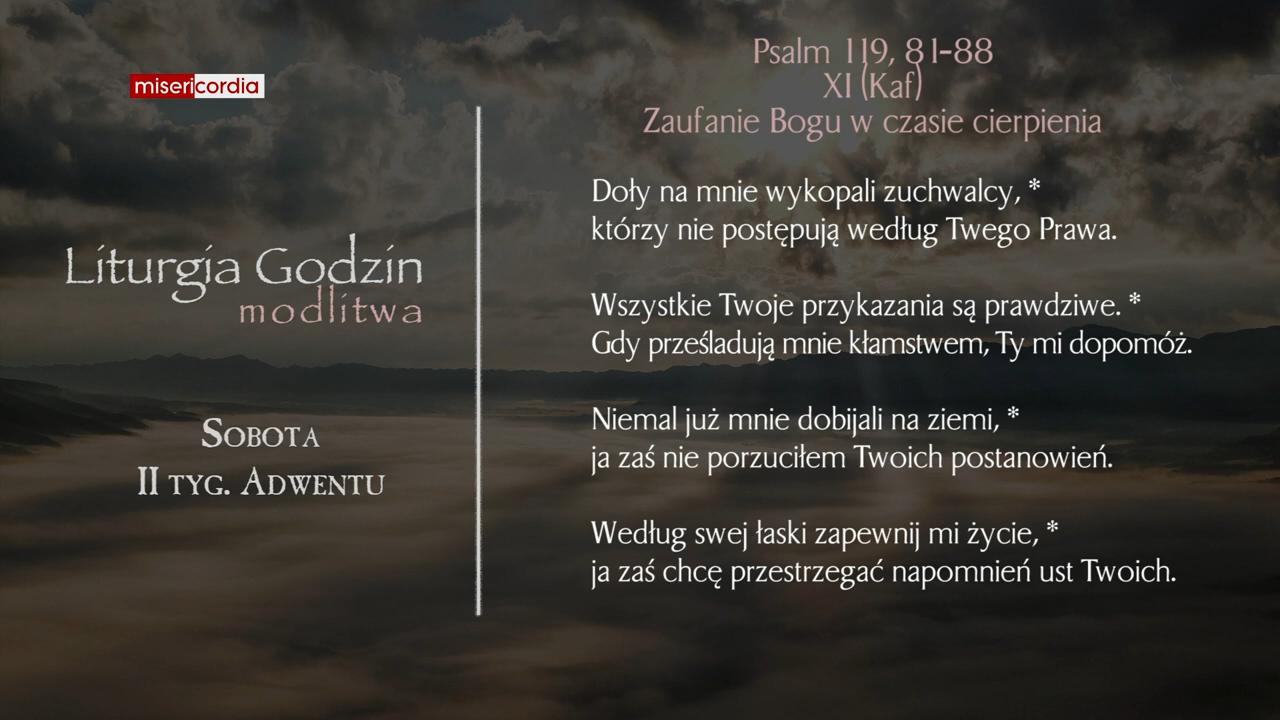 misericordia
Liturgia Godzin
modlitwa
Sobota
II tyg. Adwentu
Psalm 119, 81-88
XI (Kaf)
Zaufanie Bogu w czasie cierpienia
Doły na mnie wykopali zuchwalcy, *
którzy nie postępują według Twego Prawa.
Wszystkie Twoje przykazania są prawdziwe. *
Gdy prześladują mnie kłamstwem, Ty mi dopomóż.
Niemal już mnie dobijali na ziemi, *
ja zaś nie porzuciłem Twoich postanowień.
Według swej łaski zapewnij mi życie, *
ja zaś chcę przestrzegać napomnień ust Twoich.